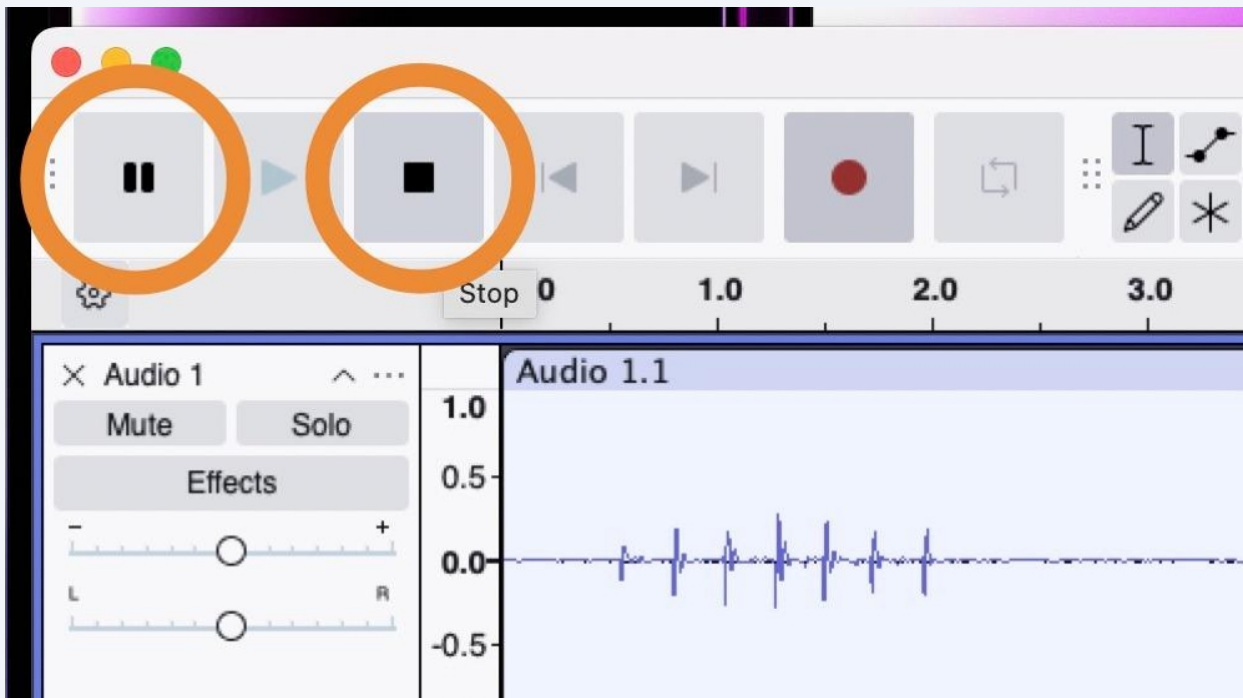 Stop
0
1.0
2.0
3.0
Audio 1
Audio 1.1
Mute
Solo
1.0
Effects
0.5
-
+
0.0
L
R
-0.5